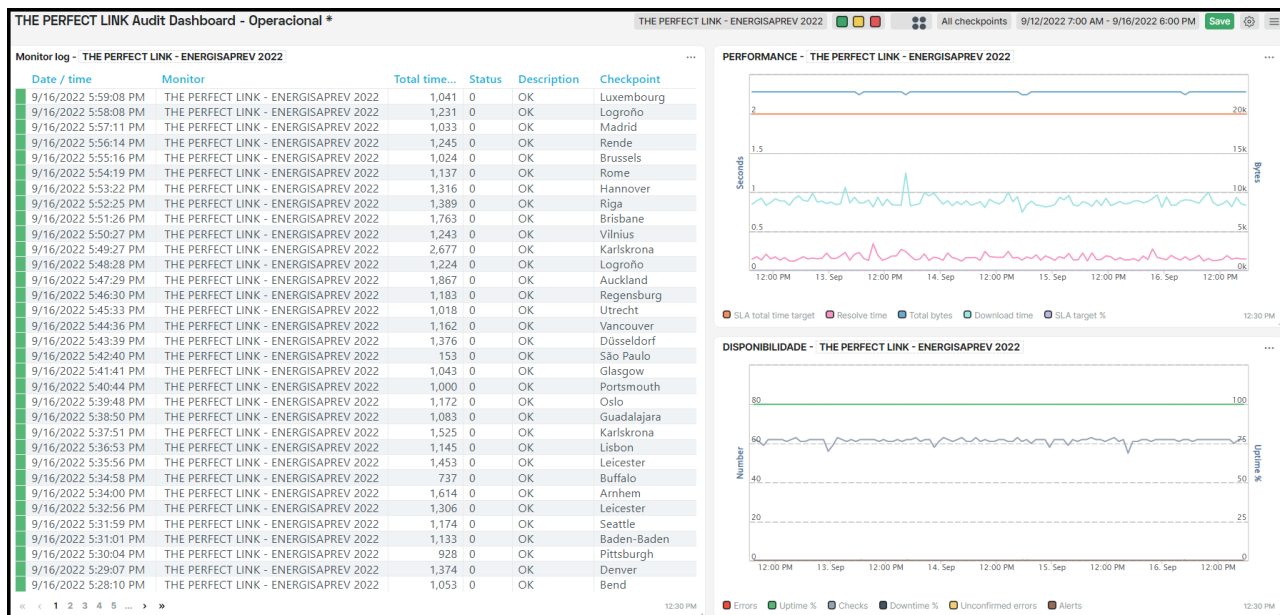 THE PERFECT LINK Audit Dashboard - Operacional *
THE PERFECT LINK - ENERGISAPREV 2022
All checkpoints
9/12/2022 7:00 AM - 9/16/2022 6:00 PM
Save
Monitor log - THE PERFECT LINK - ENERGISAPREV 2022
Date / time Monitor Total time... Status Description Checkpoint
9/16/2022 5:59:08 PM THE PERFECT LINK - ENERGISAPREV 2022 1,041 0 OK Luxembourg
9/16/2022 5:58:08 PM THE PERFECT LINK - ENERGISAPREV 2022 1,231 0 OK Logroño
9/16/2022 5:57:11 PM THE PERFECT LINK - ENERGISAPREV 2022 1,033 0 OK Madrid
9/16/2022 5:56:14 PM THE PERFECT LINK - ENERGISAPREV 2022 1,245 0 OK Rende
9/16/2022 5:55:16 PM THE PERFECT LINK - ENERGISAPREV 2022 1,024 0 OK Brussels
9/16/2022 5:54:19 PM THE PERFECT LINK - ENERGISAPREV 2022 1,137 0 OK Rome
9/16/2022 5:53:22 PM THE PERFECT LINK - ENERGISAPREV 2022 1,316 0 OK Hannover
9/16/2022 5:52:25 PM THE PERFECT LINK - ENERGISAPREV 2022 1,389 0 OK Riga
9/16/2022 5:51:26 PM THE PERFECT LINK - ENERGISAPREV 2022 1,763 0 OK Brisbane
9/16/2022 5:50:27 PM THE PERFECT LINK - ENERGISAPREV 2022 1,243 0 OK Vilnius
9/16/2022 5:49:27 PM THE PERFECT LINK - ENERGISAPREV 2022 2,677 0 OK Karlskrona
9/16/2022 5:48:28 PM THE PERFECT LINK - ENERGISAPREV 2022 1,224 0 OK Logroño
9/16/2022 5:47:29 PM THE PERFECT LINK - ENERGISAPREV 2022 1,867 0 OK Auckland
9/16/2022 5:46:30 PM THE PERFECT LINK - ENERGISAPREV 2022 1,183 0 OK Regensburg
9/16/2022 5:45:33 PM THE PERFECT LINK - ENERGISAPREV 2022 1,018 0 OK Utrecht
9/16/2022 5:44:36 PM THE PERFECT LINK - ENERGISAPREV 2022 1,162 0 OK Vancouver
9/16/2022 5:43:39 PM THE PERFECT LINK - ENERGISAPREV 2022 1,376 0 OK Düsseldorf
9/16/2022 5:42:40 PM THE PERFECT LINK - ENERGISAPREV 2022 153 0 OK São Paulo
9/16/2022 5:41:41 PM THE PERFECT LINK - ENERGISAPREV 2022 1,043 0 OK Glasgow
9/16/2022 5:40:44 PM THE PERFECT LINK - ENERGISAPREV 2022 1,000 0 OK Portsmouth
9/16/2022 5:39:48 PM THE PERFECT LINK - ENERGISAPREV 2022 1,172 0 OK Oslo
9/16/2022 5:38:50 PM THE PERFECT LINK - ENERGISAPREV 2022 1,083 0 OK Guadalajara
9/16/2022 5:37:51 PM THE PERFECT LINK - ENERGISAPREV 2022 1,525 0 OK Karlskrona
9/16/2022 5:36:53 PM THE PERFECT LINK - ENERGISAPREV 2022 1,145 0 OK Lisbon
9/16/2022 5:35:56 PM THE PERFECT LINK - ENERGISAPREV 2022 1,453 0 OK Leicester
9/16/2022 5:34:58 PM THE PERFECT LINK - ENERGISAPREV 2022 737 0 OK Buffalo
9/16/2022 5:34:00 PM THE PERFECT LINK - ENERGISAPREV 2022 1,614 0 OK Arnhem
9/16/2022 5:32:56 PM THE PERFECT LINK - ENERGISAPREV 2022 1,306 0 OK Leicester
9/16/2022 5:31:59 PM THE PERFECT LINK - ENERGISAPREV 2022 1,174 0 OK Seattle
9/16/2022 5:31:01 PM THE PERFECT LINK - ENERGISAPREV 2022 1,133 0 OK Baden-Baden
9/16/2022 5:30:04 PM THE PERFECT LINK - ENERGISAPREV 2022 928 0 OK Pittsburgh
9/16/2022 5:29:07 PM THE PERFECT LINK - ENERGISAPREV 2022 1,374 0 OK Denver
9/16/2022 5:28:10 PM THE PERFECT LINK - ENERGISAPREV 2022 1,053 0 OK Bend
« ‹ 1 2 3 4 5 ... › »
12:30 PM
PERFORMANCE - THE PERFECT LINK - ENERGISAPREV 2022
2 20k
1.5 15k
Seconds
Bytes
1 10k
0.5 5k
0 0k
12:00 PM 13. Sep 12:00 PM 14. Sep 12:00 PM 15. Sep 12:00 PM 16. Sep 12:00 PM
SLA total time target Resolve time Total bytes Download time SLA target %
12:30 PM
DISPONIBILIDADE - THE PERFECT LINK - ENERGISAPREV 2022
80 100
60 75
Number
Uptime %
40 50
20 25
0 0
12:00 PM 13. Sep 12:00 PM 14. Sep 12:00 PM 15. Sep 12:00 PM 16. Sep 12:00 PM
Errors Uptime % Checks Downtime % Unconfirmed errors Alerts
12:30 PM